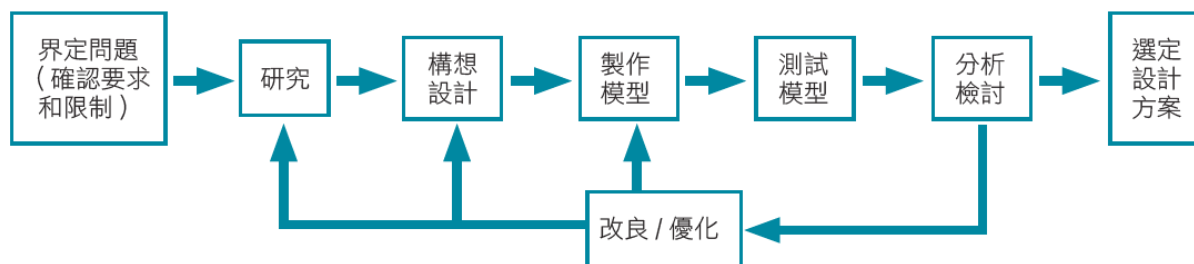 界定問題
(確認要求
和限制)
研究
構想
設計
製作
模型
測試
模型
分析
檢討
選定
設計
方案
改良 / 優化